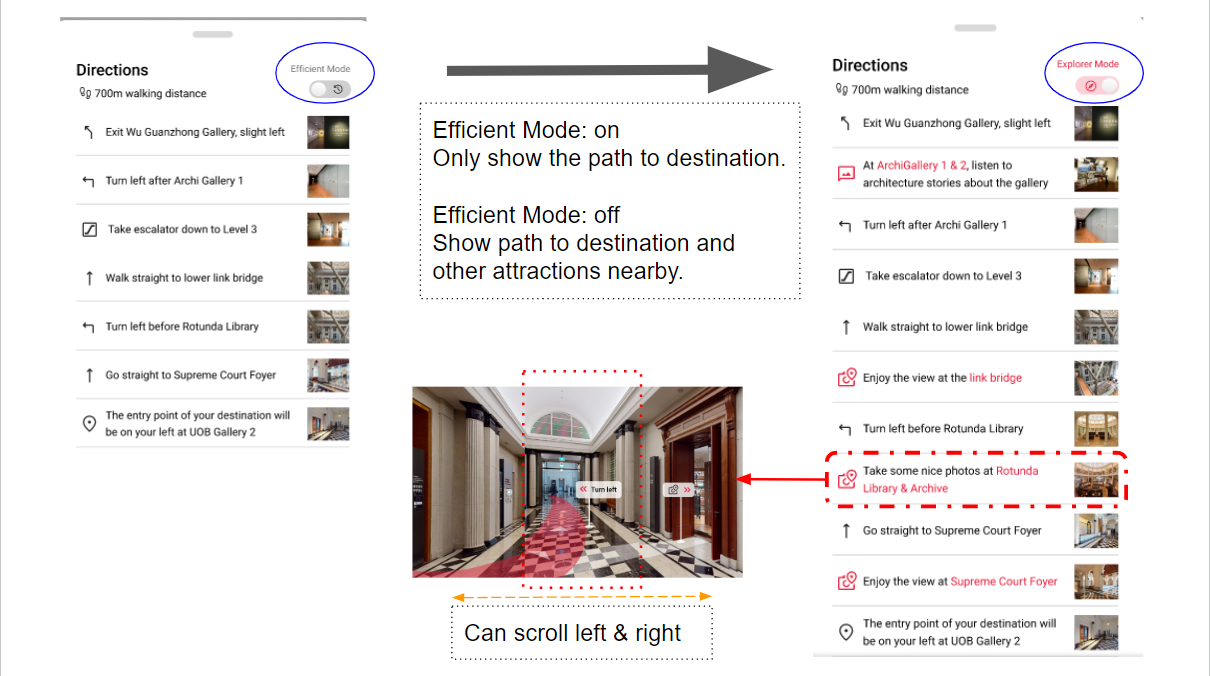 Directions
Efficient Mode
700m walking distance
Exit Wu Guanzhong Gallery, slight left
Turn left after Archi Gallery 1
Take escalator down to Level 3
Walk straight to lower link bridge
Turn left before Rotunda Library
Go straight to Supreme Court Foyer
The entry point of your destination will
be on your left at UOB Gallery 2
Efficient Mode: on
Only show the path to destination.
Efficient Mode: off
Show path to destination and
other attractions nearby.
Turn left
Can scroll left & right
Directions
Explorer Mode
700m walking distance
Exit Wu Guanzhong Gallery, slight left
At ArchiGallery 1 & 2, listen to
architecture stories about the gallery
Turn left after Archi Gallery 1
Take escalator down to Level 3
Walk straight to lower link bridge
Enjoy the view at the link bridge
Turn left before Rotunda Library
Take some nice photos at Rotunda
Library & Archive
Go straight to Supreme Court Foyer
Enjoy the view at Supreme Court Foyer
The entry point of your destination will
be on your left at UOB Gallery 2